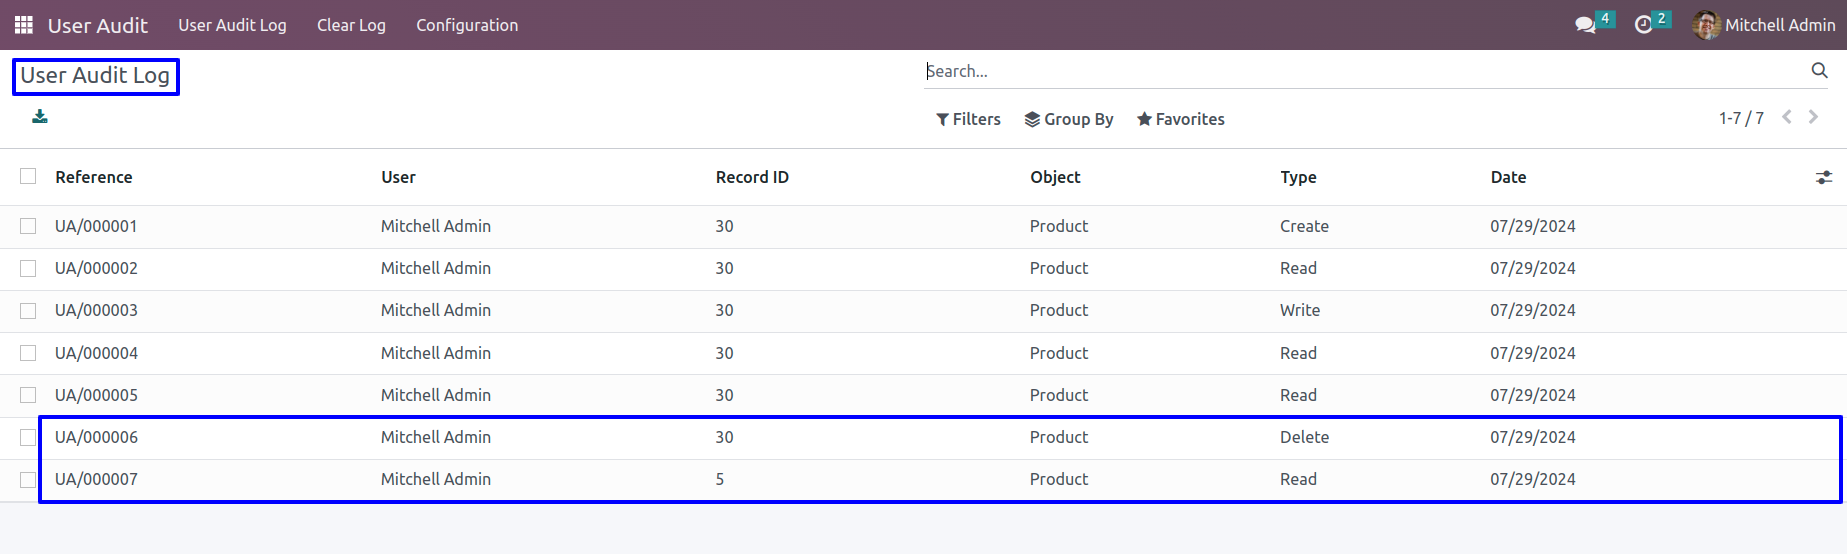 User Audit User Audit Log Clear Log Configuration 4 2 Mitchell Admin
User Audit Log Search...
Filters Group By Favorites 1-7 / 7
Reference User Record ID Object Type Date
UA/000001 Mitchell Admin 30 Product Create 07/29/2024
UA/000002 Mitchell Admin 30 Product Read 07/29/2024
UA/000003 Mitchell Admin 30 Product Write 07/29/2024
UA/000004 Mitchell Admin 30 Product Read 07/29/2024
UA/000005 Mitchell Admin 30 Product Read 07/29/2024
UA/000006 Mitchell Admin 30 Product Delete 07/29/2024
UA/000007 Mitchell Admin 5 Product Read 07/29/2024